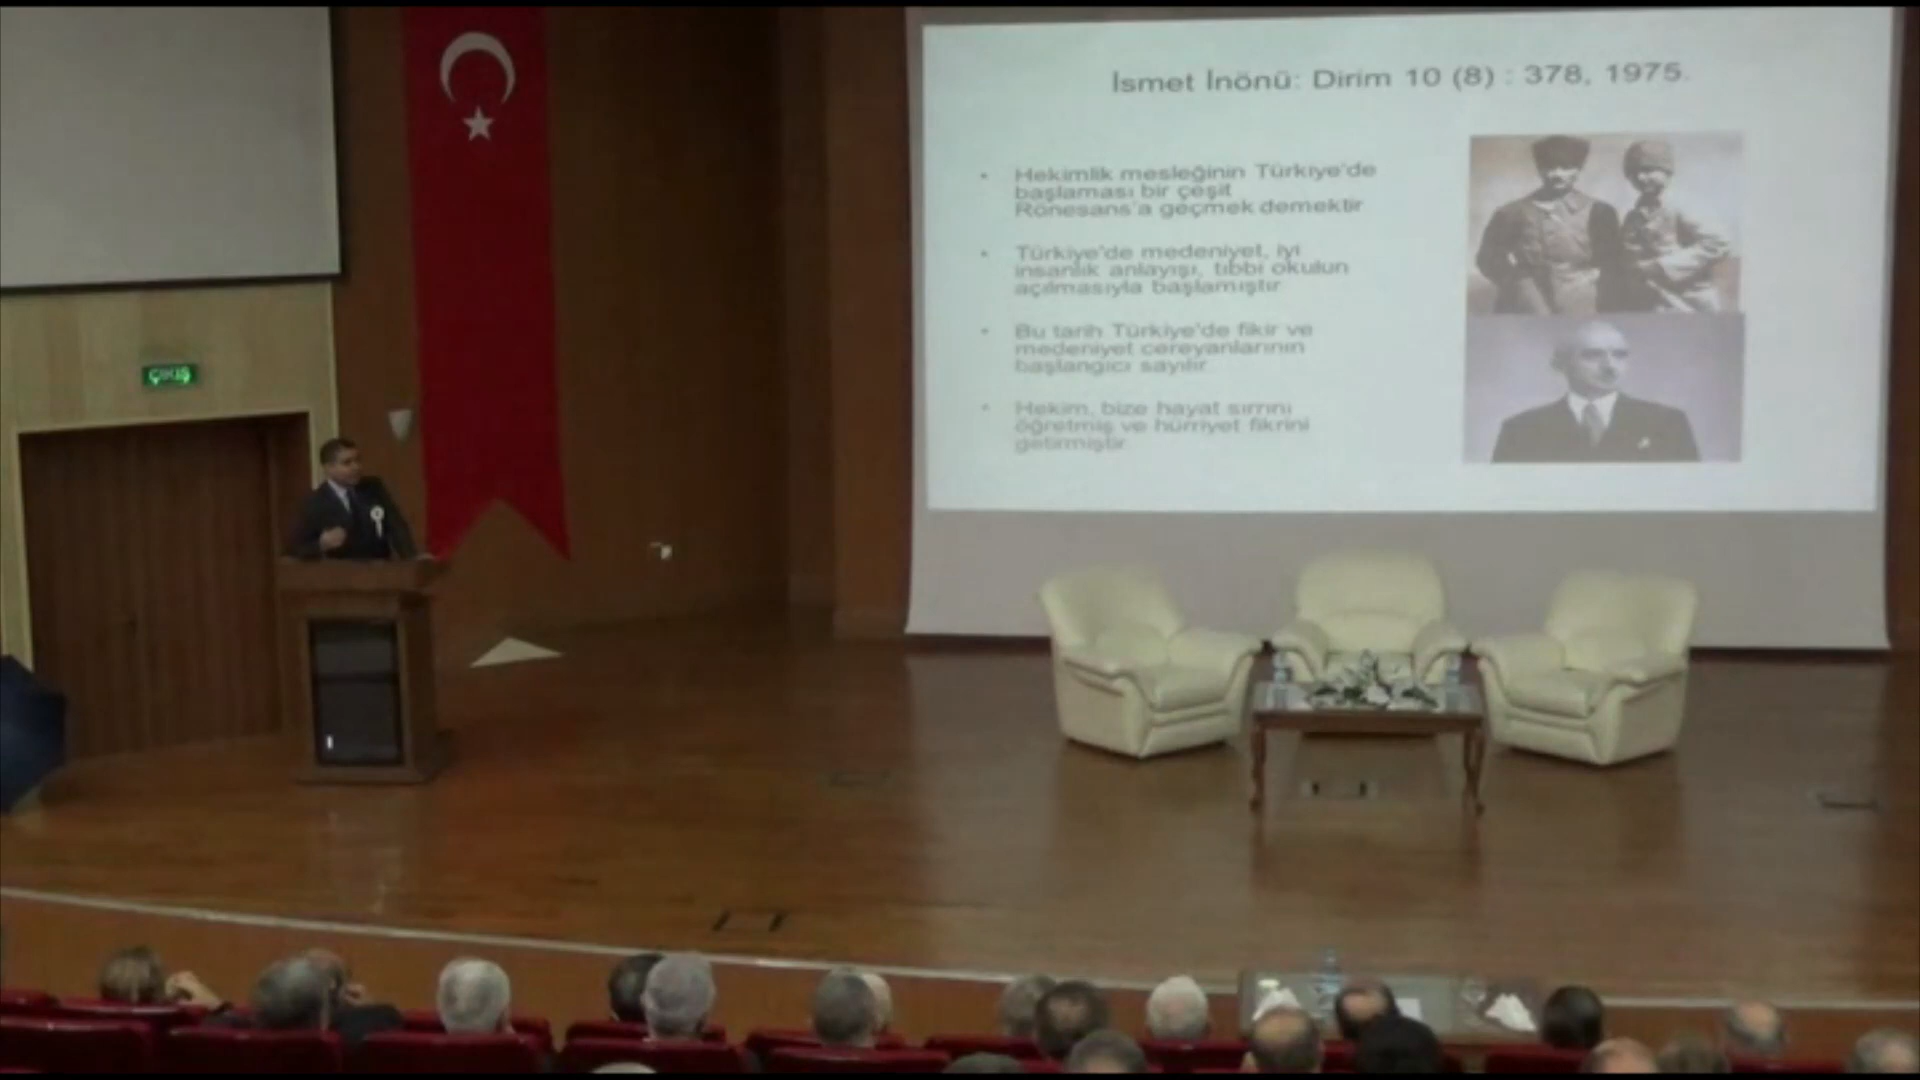 İsmet İnönü: Dirim 10 (8) : 378, 1975.
• Hekimlik mesleğinin Türkiye'de
başlaması bir çeşit
Rönesans'a geçmek demektir
• Türkiye'de medeniyet, iyi
insanlık anlayışı, tıbbi okulun
açılmasıyla başlamıştır
• Bu tarih Türkiye'de fikir ve
medeniyet cereyanlarının
başlangıcı sayılır
• Hekim, bize hayat sırrını
öğretmiş ve hürriyet fikrini
getirmiştir
ÇIKIŞ